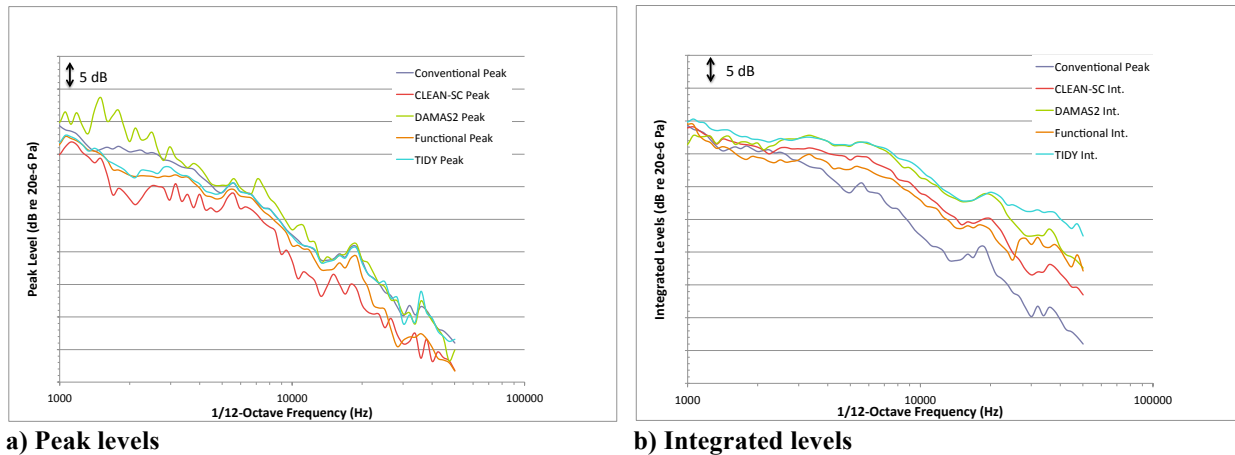 5 dB
Conventional Peak
CLEAN-SC Peak
DAMAS2 Peak
Functional Peak
TIDY Peak
Peak Level (dB re 20e-6 Pa)
1000
10000
100000
1/12-Octave Frequency (Hz)
a) Peak levels
5 dB
Conventional Peak
CLEAN-SC Int.
DAMAS2 Int.
Functional Int.
TIDY Int.
Integrated Levels (dB re 20e-6 Pa)
1000
10000
100000
1/12-Octave Frequency (Hz)
b) Integrated levels